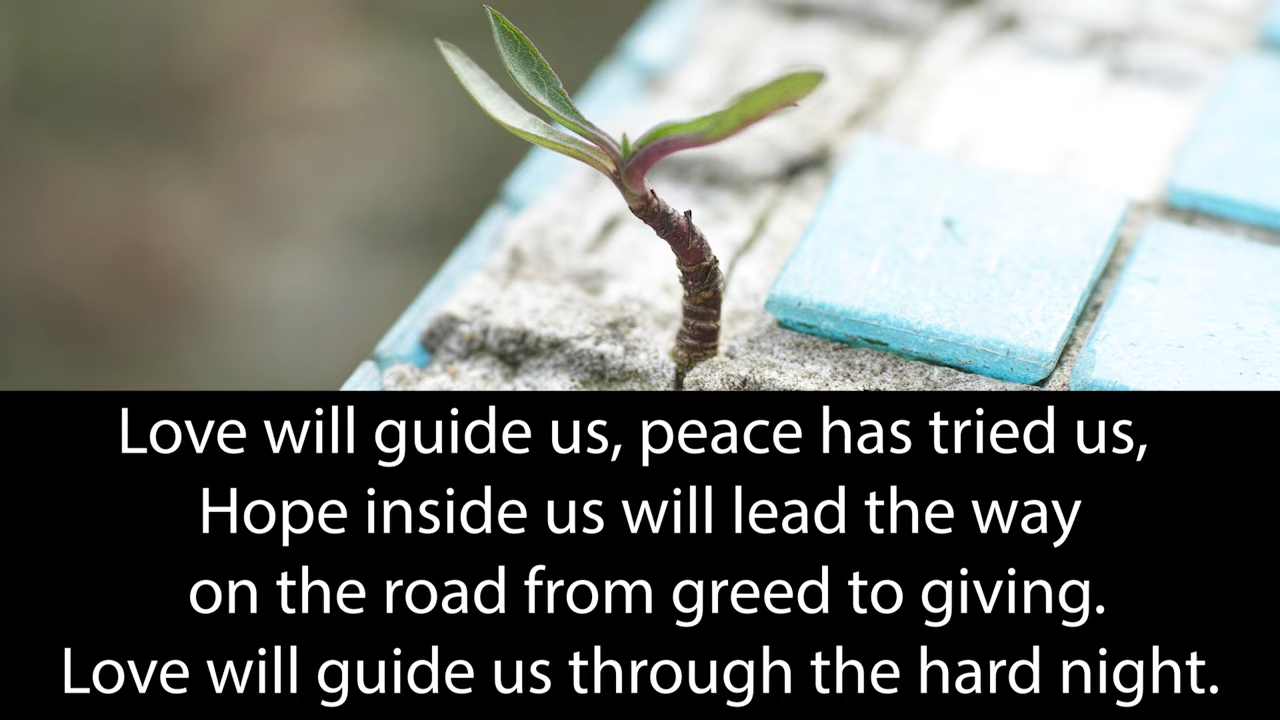 Love will guide us, peace has tried us,
Hope inside us will lead the way
on the road from greed to giving.
Love will guide us through the hard night.